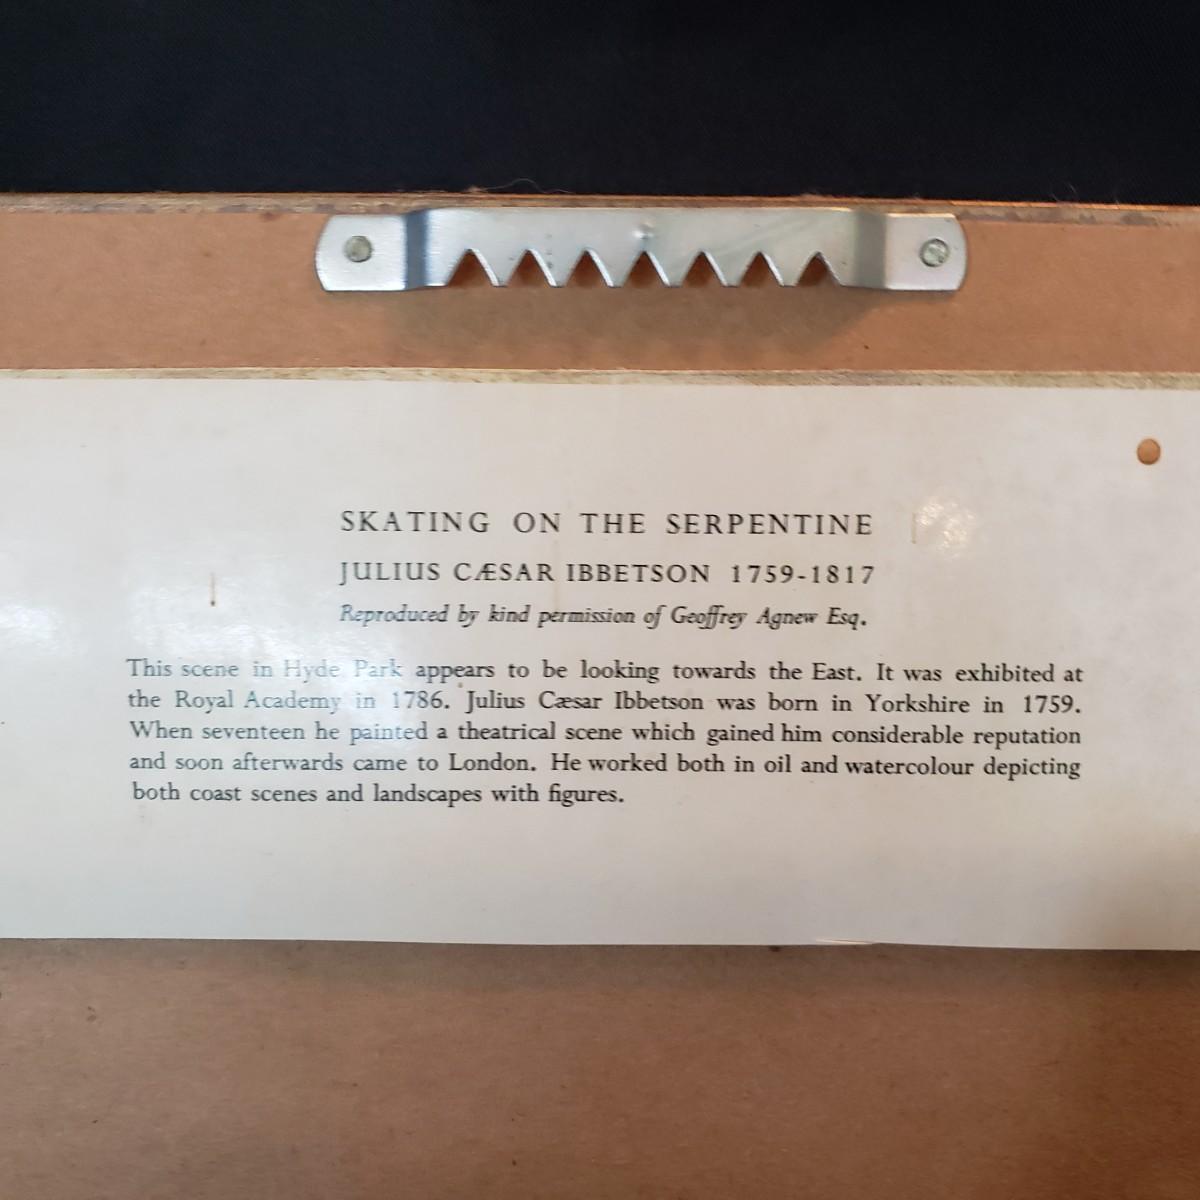 SKATING ON THE SERPENTINE
JULIUS CÆSAR IBBETSON 1759-1817
Reproduced by kind permission of Geoffrey Agnew Esq.
This scene in Hyde Park appears to be looking towards the East. It was exhibited at
the Royal Academy in 1786. Julius Cæsar Ibbetson was born in Yorkshire in 1759.
When seventeen he painted a theatrical scene which gained him considerable reputation
and soon afterwards came to London. He worked both in oil and watercolour depicting
both coast scenes and landscapes with figures.